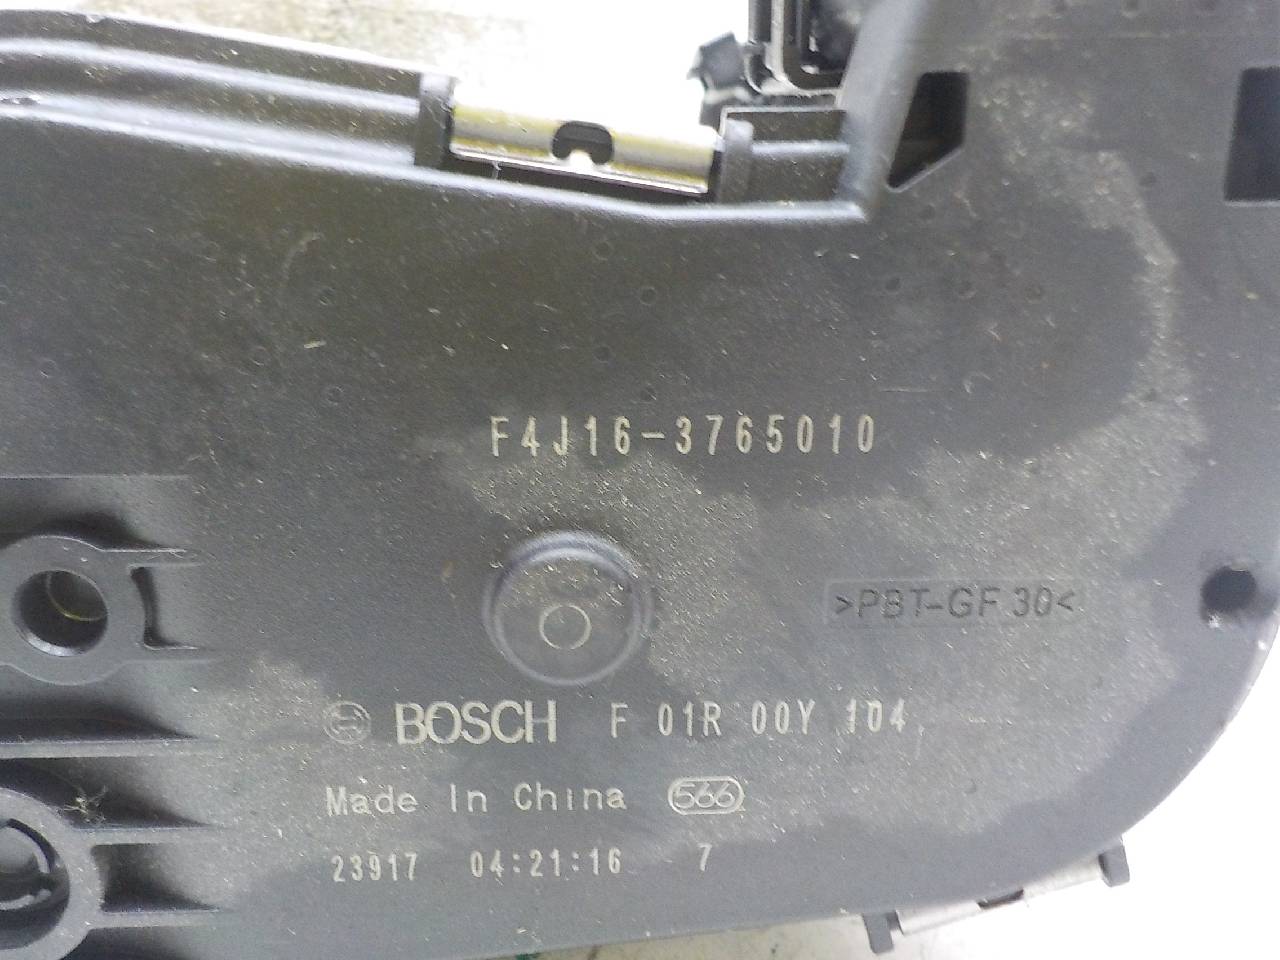 F4J16-3765010
>PBT-GF 30<
BOSCH F 01R 00Y 104
Made In China 566
23917 04:21:16 7